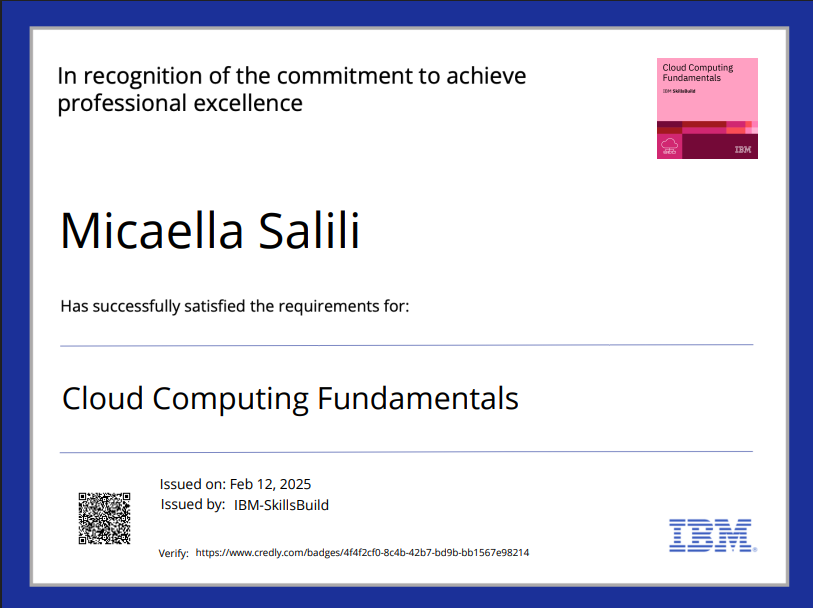 In recognition of the commitment to achieve
professional excellence
Cloud Computing
Fundamentals
IBM SkillsBuild
IBM
Micaella Salili
Has successfully satisfied the requirements for:
Cloud Computing Fundamentals
Issued on: Feb 12, 2025
Issued by: IBM-SkillsBuild
Verify: https://www.credly.com/badges/4f4f2cf0-8c4b-42b7-bd9b-bb1567e98214
IBM®